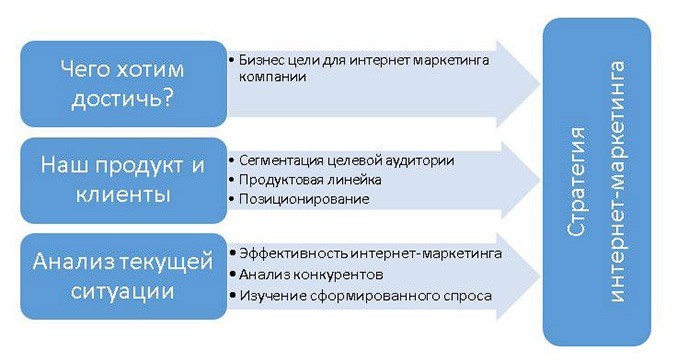 Чего хотим
достичь?
• Бизнес цели для интернет маркетинга
компании
Наш продукт и
клиенты
• Сегментация целевой аудитории
• Продуктовая линейка
• Позиционирование
Анализ текущей
ситуации
• Эффективность интернет-маркетинга
• Анализ конкурентов
• Изучение сформированного спроса
Стратегия
интернет-маркетинга